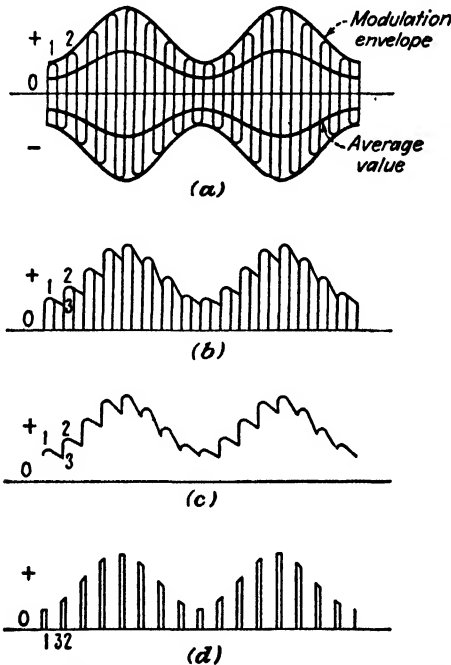 + 1 2
Modulation
envelope
0
-
Average
value
(a)
+ 1 2
3
0
(b)
+ 1 2
3
0
(c)
+
0
1 3 2
(d)